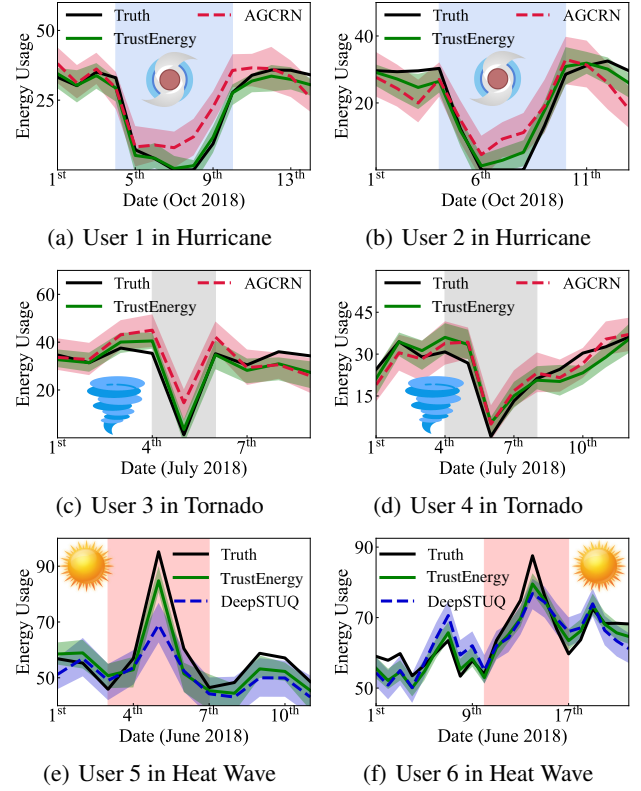 Truth
AGCRN
TrustEnergy
Energy Usage
50
25
1st
5th
9th
13th
Date (Oct 2018)
(a) User 1 in Hurricane
Truth
AGCRN
TrustEnergy
Energy Usage
40
20
1st
6th
11th
Date (Oct 2018)
(b) User 2 in Hurricane
Truth
AGCRN
TrustEnergy
Energy Usage
60
40
20
1st
4th
7th
Date (July 2018)
(c) User 3 in Tornado
Truth
AGCRN
TrustEnergy
Energy Usage
45
30
15
1st
4th
7th
10th
Date (July 2018)
(d) User 4 in Tornado
Truth
TrustEnergy
DeepSTUQ
Energy Usage
90
70
50
1st
4th
7th
10th
Date (June 2018)
(e) User 5 in Heat Wave
Truth
TrustEnergy
DeepSTUQ
Energy Usage
90
70
50
1st
9th
17th
Date (June 2018)
(f) User 6 in Heat Wave